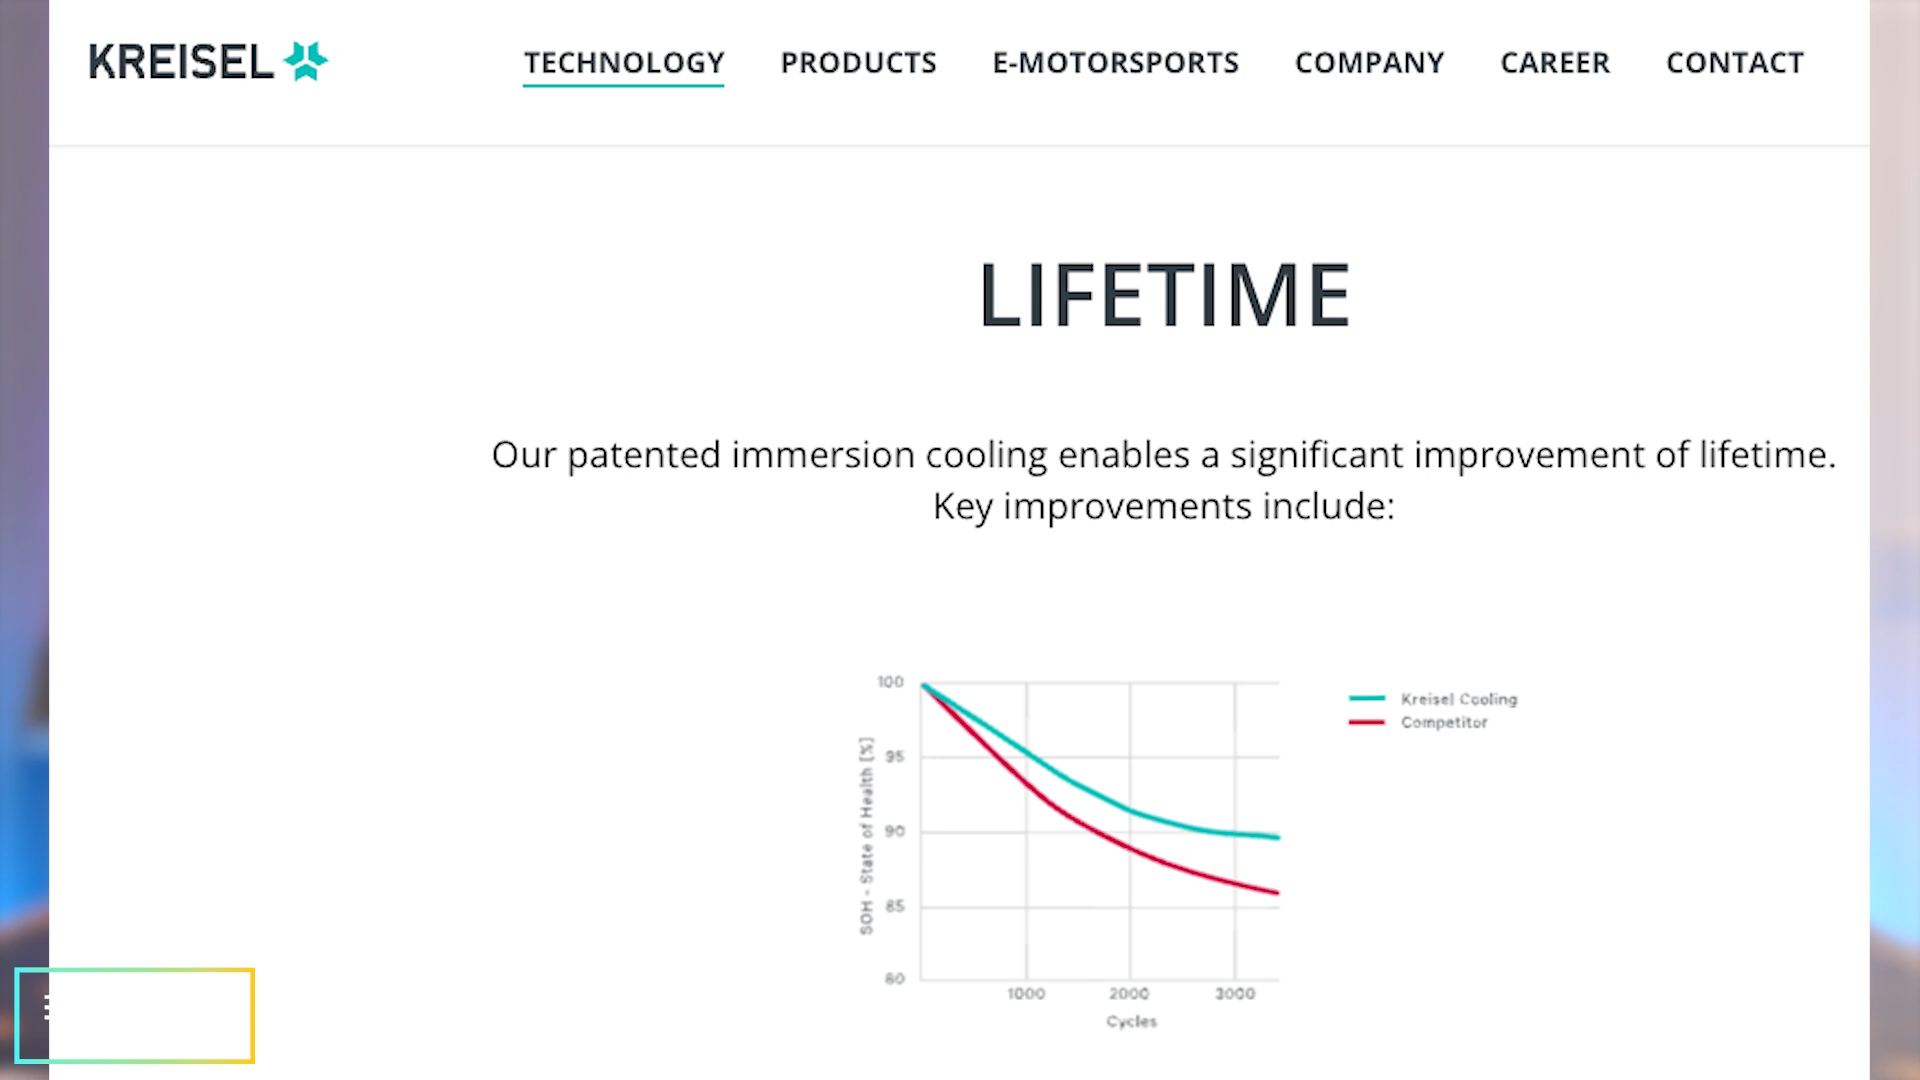 KREISEL
TECHNOLOGY PRODUCTS E-MOTORSPORTS COMPANY CAREER CONTACT
LIFETIME
Our patented immersion cooling enables a significant improvement of lifetime.
Key improvements include:
100
95
90
85
80
SOH - State of Health [%]
1000 2000 3000
Cycles
Kreisel Cooling
Competitor